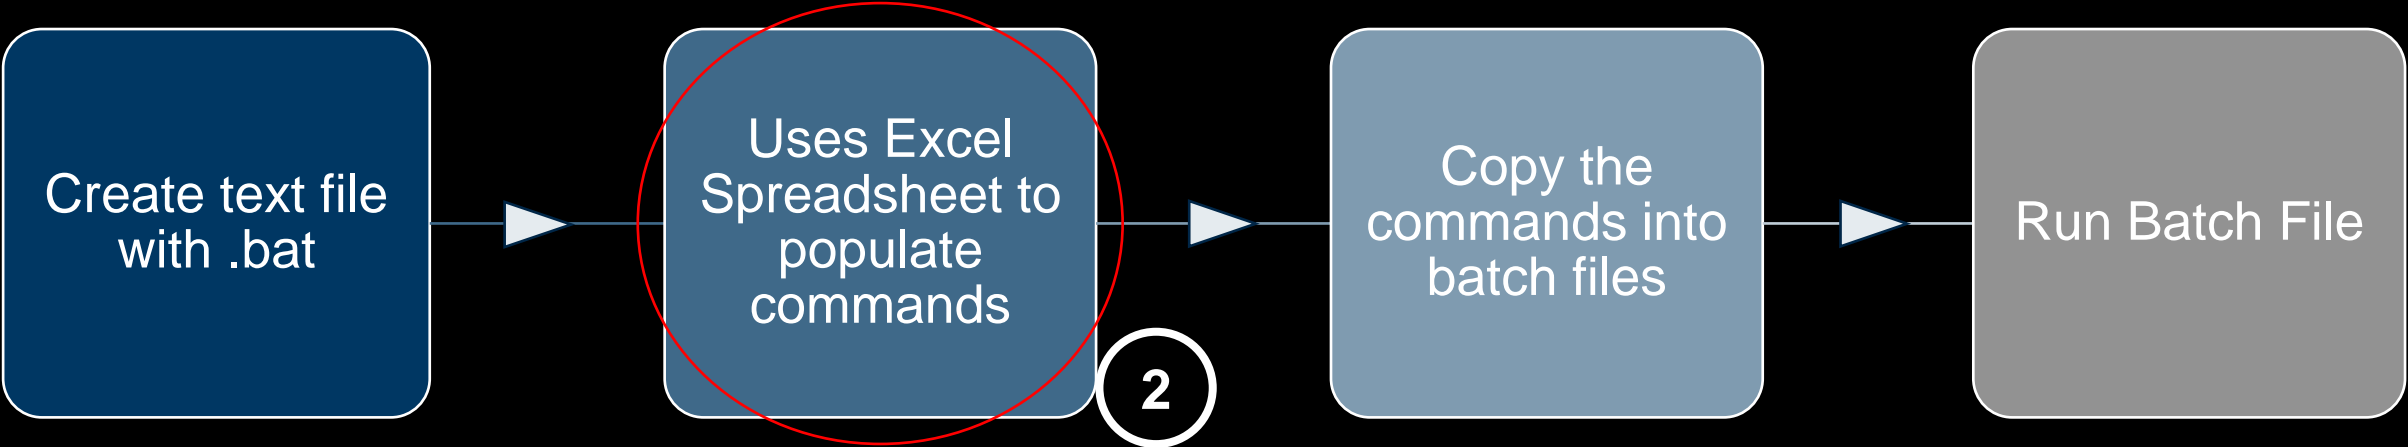 Create text file
with .bat
Uses Excel
Spreadsheet to
populate
commands
2
Copy the
commands into
batch files
Run Batch File